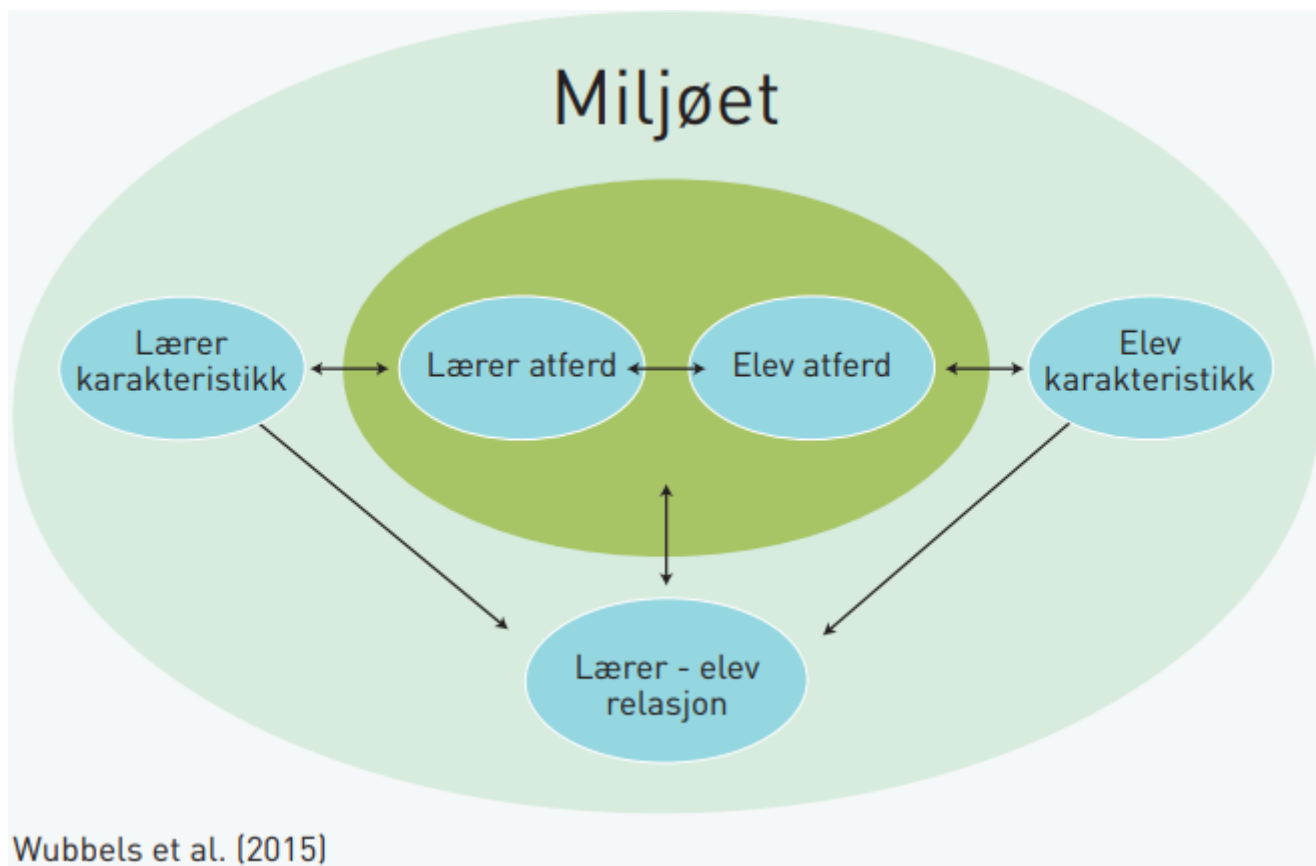 Miljøet
Lærer
karakteristikk
Lærer atferd
Elev atferd
Elev
karakteristikk
Lærer - elev
relasjon
Wubbels et al. (2015)